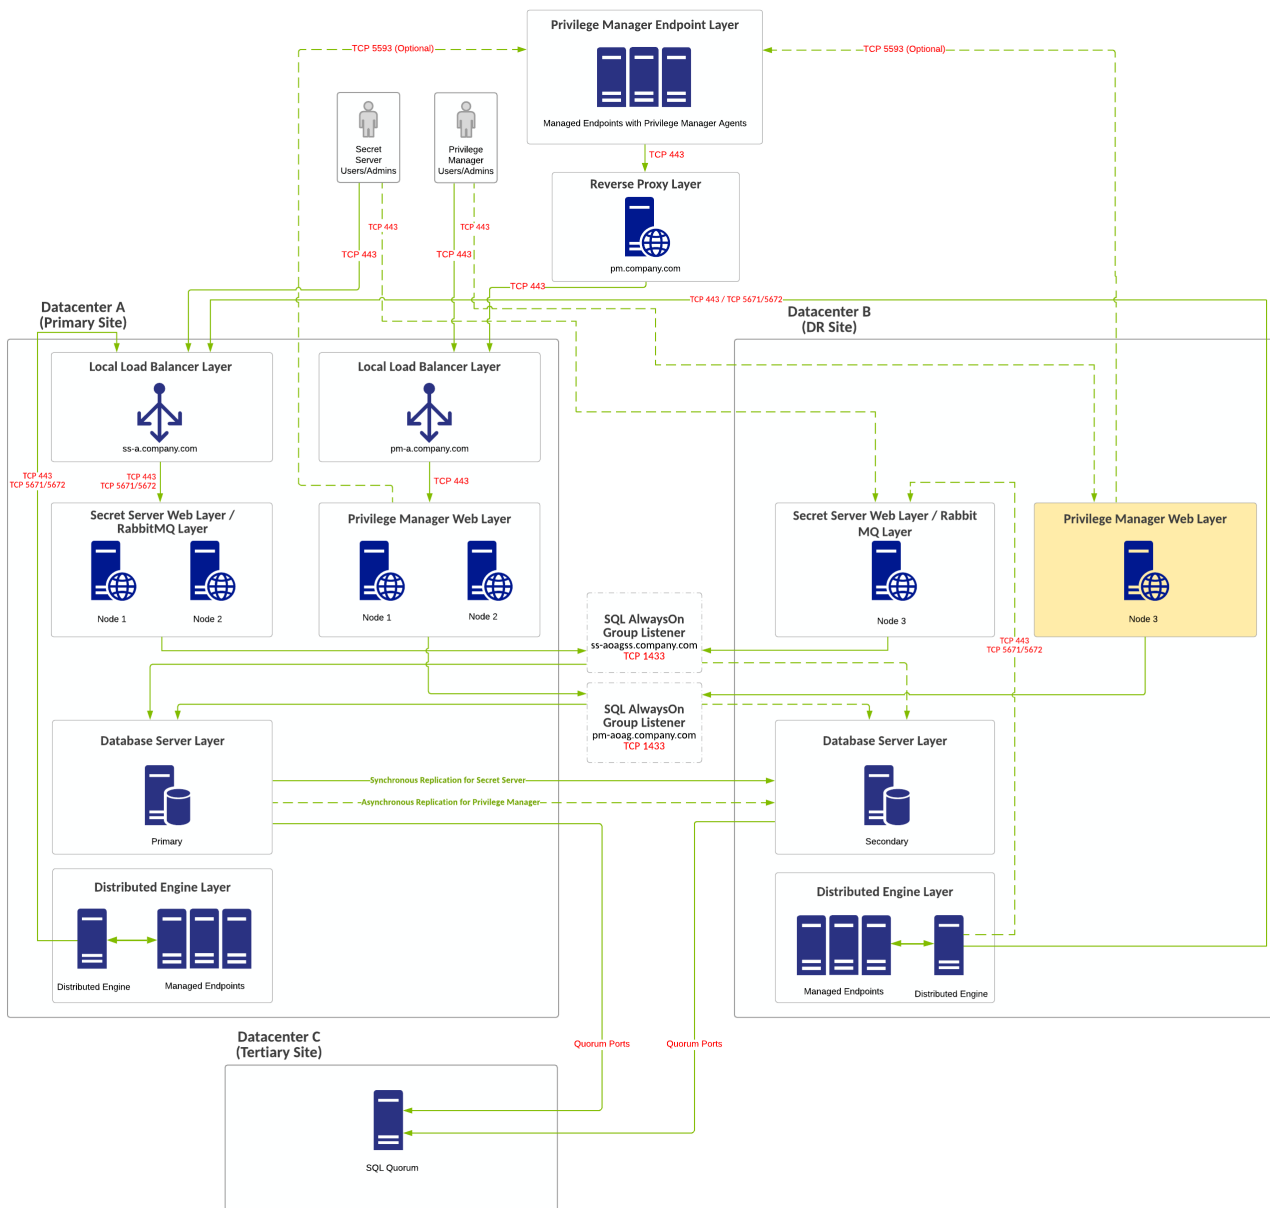 Privilege Manager Endpoint Layer
TCP 5593 (Optional)
TCP 5593 (Optional)
Managed Endpoints with Privilege Manager Agents
Secret
Server
Users/Admins
Privilege
Manager
Users/Admins
TCP 443
Reverse Proxy Layer
pm.company.com
TCP 443
TCP 443
TCP 443
TCP 443
TCP 443
TCP 443 / TCP 5671/5672
Datacenter A
(Primary Site)
Datacenter B
(DR Site)
Local Load Balancer Layer
ss-a.company.com
Local Load Balancer Layer
pm-a.company.com
TCP 443
TCP 5671/5672
TCP 443
TCP 5671/5672
TCP 443
Secret Server Web Layer /
RabbitMQ Layer
Node 1
Node 2
Privilege Manager Web Layer
Node 1
Node 2
Secret Server Web Layer / Rabbit
MQ Layer
Node 3
Privilege Manager Web Layer
Node 3
SQL AlwaysOn
Group Listener
ss-aoagss.company.com
TCP 1433
TCP 443
TCP 5671/5672
SQL AlwaysOn
Group Listener
pm-aoag.company.com
TCP 1433
Database Server Layer
Primary
Database Server Layer
Secondary
Synchronous Replication for Secret Server
Asynchronous Replication for Privilege Manager
Distributed Engine Layer
Distributed Engine
Managed Endpoints
Distributed Engine Layer
Managed Endpoints
Distributed Engine
Datacenter C
(Tertiary Site)
Quorum Ports
Quorum Ports
SQL Quorum